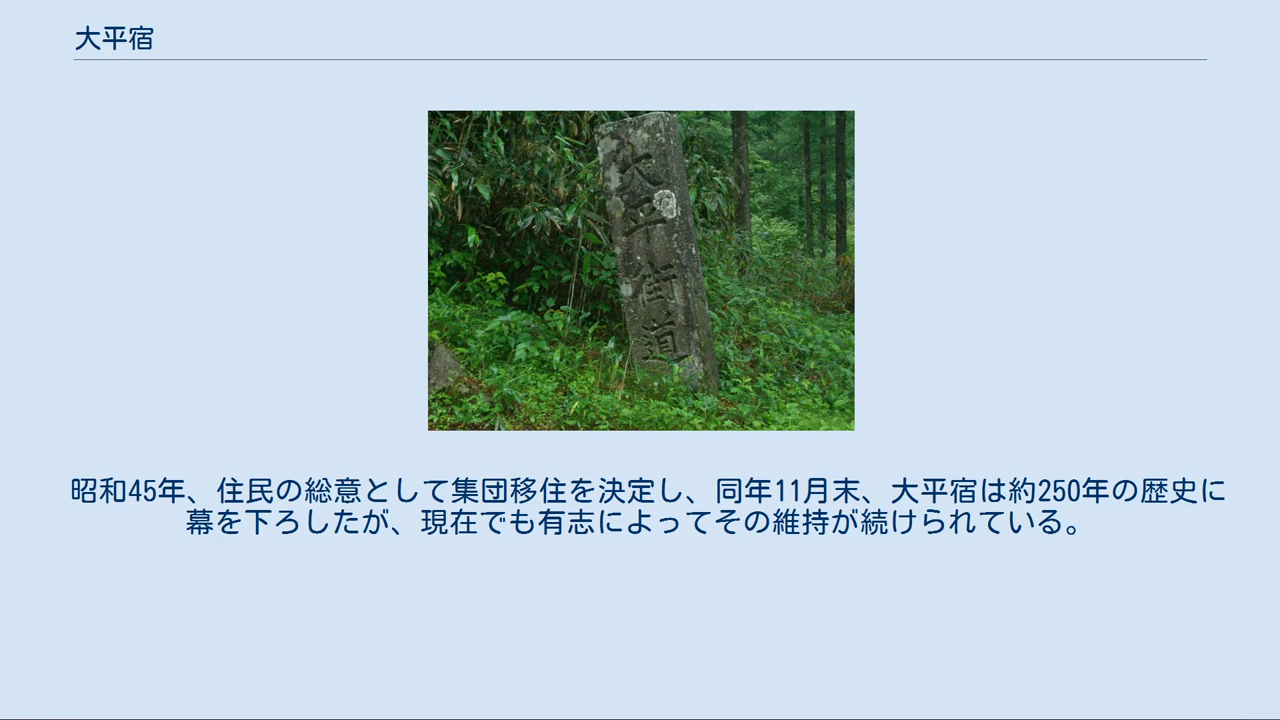 大平宿
大平街道
昭和45年、住民の総意として集団移住を決定し、同年11月末、大平宿は約250年の歴史に
幕を下ろしたが、現在でも有志によってその維持が続けられている。